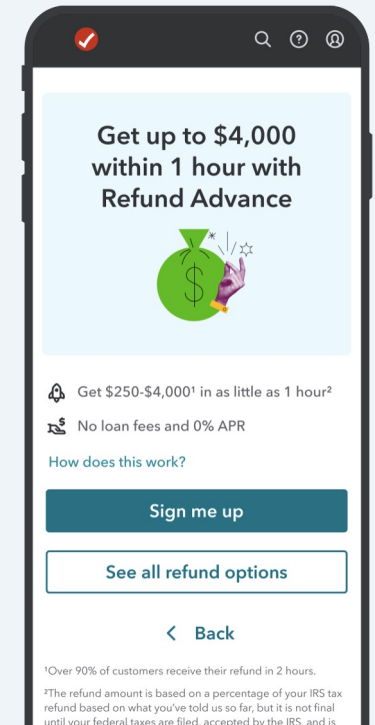 Get up to $4,000
within 1 hour with
Refund Advance
$
Get $250-$4,000¹ in as little as 1 hour²
No loan fees and 0% APR
How does this work?
Sign me up
See all refund options
Back
¹Over 90% of customers receive their refund in 2 hours.
²The refund amount is based on a percentage of your IRS tax
refund based on what you've told us so far, but it is not final
until your federal taxes are filed, accepted by the IRS, and is